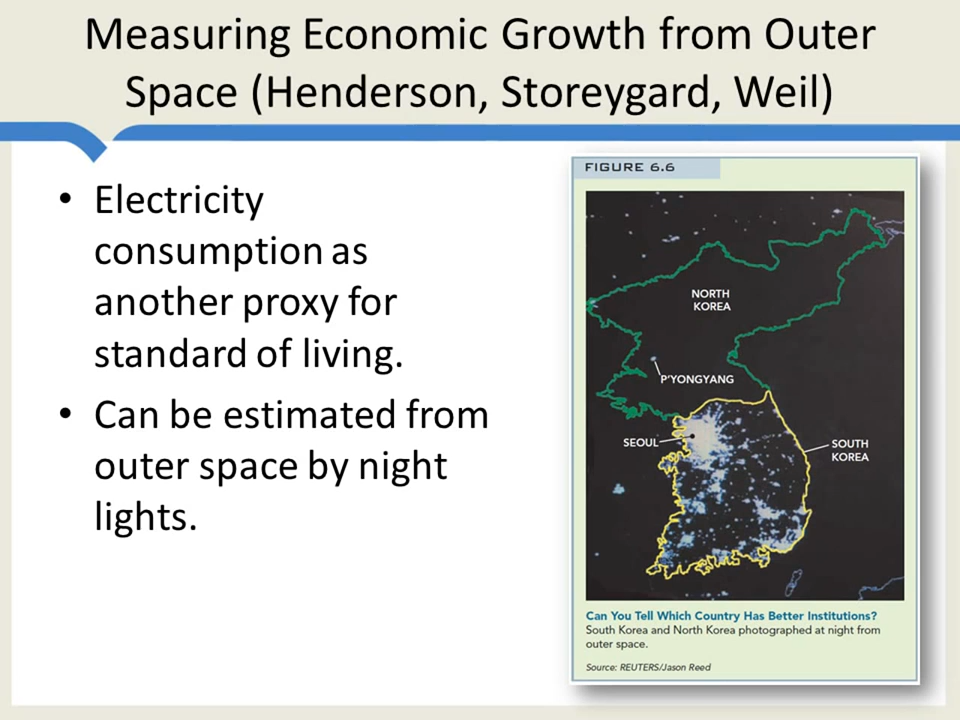 Measuring Economic Growth from Outer
Space (Henderson, Storeygard, Weil)
• Electricity
consumption as
another proxy for
standard of living.
• Can be estimated from
outer space by night
lights.
FIGURE 6.6
NORTH
KOREA
P'YONGYANG
SEOUL
SOUTH
KOREA
Can You Tell Which Country Has Better Institutions?
South Korea and North Korea photographed at night from
outer space.
Source: REUTERS/Jason Reed